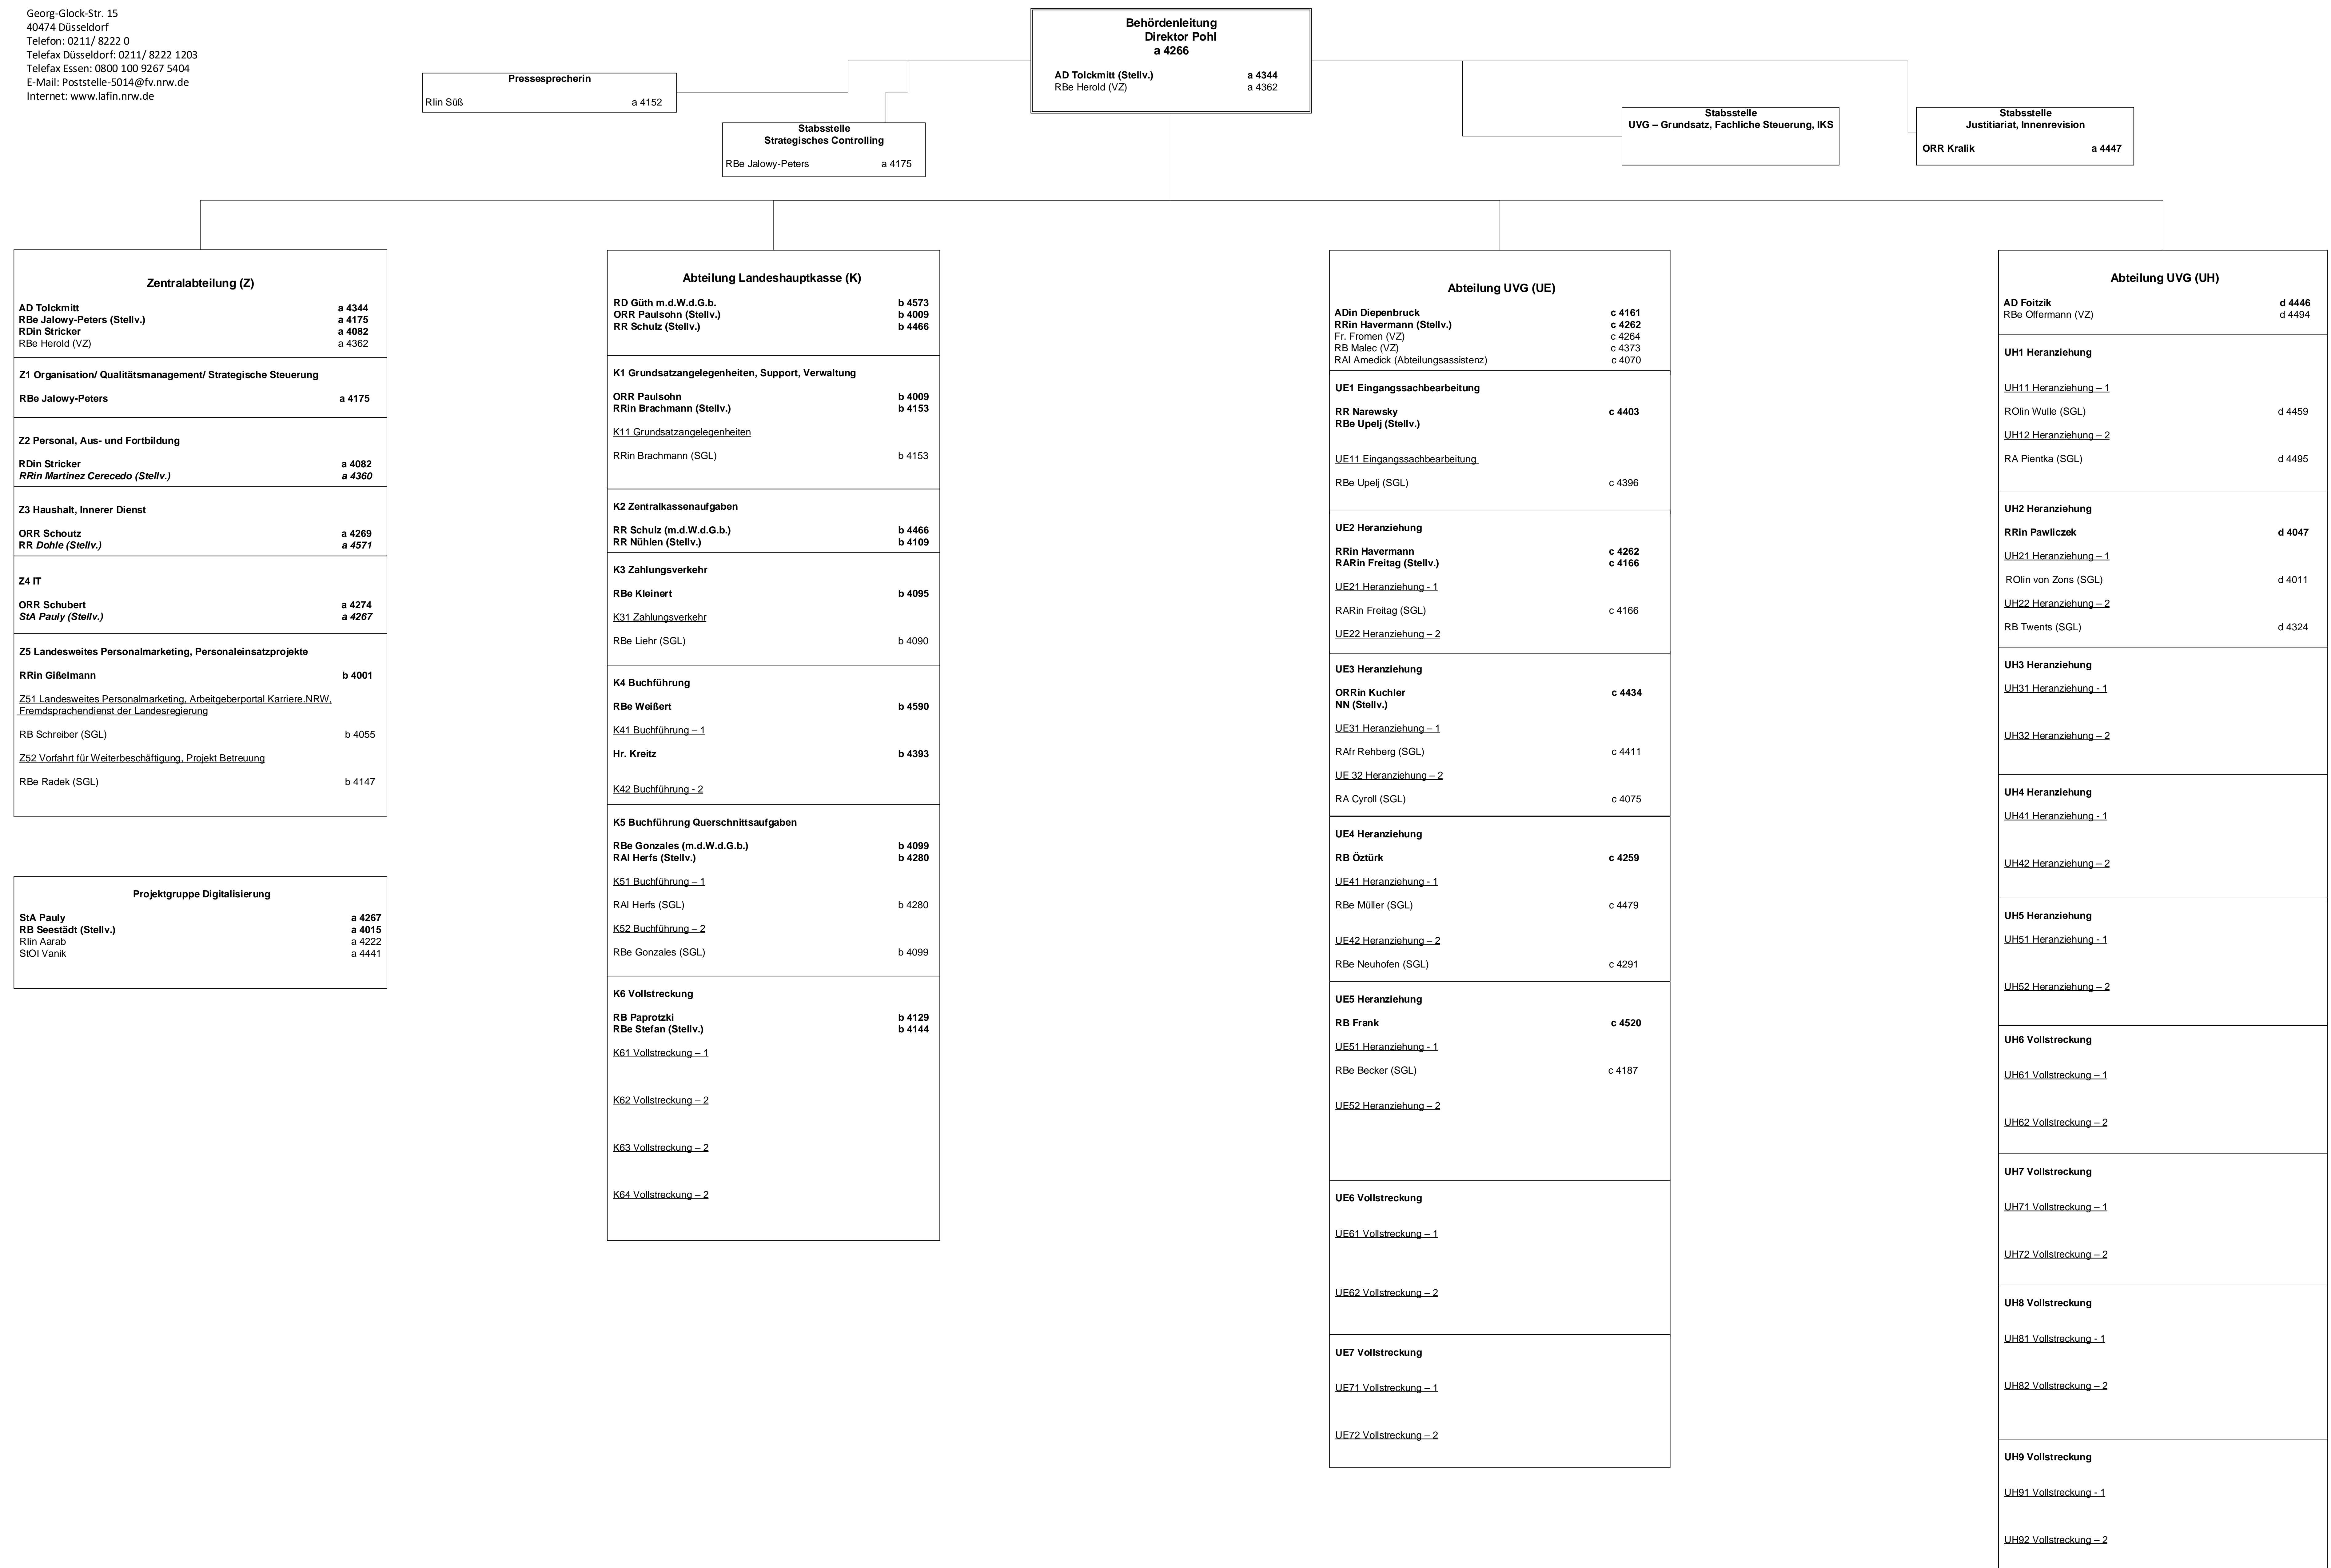 Georg-Glock-Str. 15
40474 Düsseldorf
Telefon: 0211/ 8222 0
Telefax Düsseldorf: 0211/ 8222 1203
Telefax Essen: 0800 100 9267 5404
E-Mail: Poststelle-5014@fv.nrw.de
Internet: www.lafin.nrw.de
Behördenleitung
Direktor Pohl
a 4266
AD Tolckmitt (Stellv.) a 4344
RBe Herold (VZ) a 4362
Pressesprecherin
RIin Süß a 4152
Stabsstelle
Strategisches Controlling
RBe Jalowy-Peters a 4175
Stabsstelle
UVG – Grundsatz, Fachliche Steuerung, IKS
Stabsstelle
Justitiariat, Innenrevision
ORR Kralik a 4447
Zentralabteilung (Z)
AD Tolckmitt a 4344
RBe Jalowy-Peters (Stellv.) a 4175
RDin Stricker a 4082
RBe Herold (VZ) a 4362
Z1 Organisation/ Qualitätsmanagement/ Strategische Steuerung
RBe Jalowy-Peters a 4175
Z2 Personal, Aus- und Fortbildung
RDin Stricker a 4082
RRin Martinez Cerecedo (Stellv.) a 4360
Z3 Haushalt, Innerer Dienst
ORR Schoutz a 4269
RR Dohle (Stellv.) a 4571
Z4 IT
ORR Schubert a 4274
StA Pauly (Stellv.) a 4267
Z5 Landesweites Personalmarketing, Personaleinsatzprojekte
RRin Gißelmann b 4001
Z51 Landesweites Personalmarketing, Arbeitgeberportal Karriere.NRW,
Fremdsprachendienst der Landesregierung
RB Schreiber (SGL) b 4055
Z52 Vorfahrt für Weiterbeschäftigung, Projekt Betreuung
RBe Radek (SGL) b 4147
Projektgruppe Digitalisierung
StA Pauly a 4267
RB Seestädt (Stellv.) a 4015
RIin Aarab a 4222
StOI Vanik a 4441
Abteilung Landeshauptkasse (K)
RD Güth m.d.W.d.G.b. b 4573
ORR Paulsohn (Stellv.) b 4009
RR Schulz (Stellv.) b 4466
K1 Grundsatzangelegenheiten, Support, Verwaltung
ORR Paulsohn b 4009
RRin Brachmann (Stellv.) b 4153
K11 Grundsatzangelegenheiten
RRin Brachmann (SGL) b 4153
K2 Zentralkassenaufgaben
RR Schulz (m.d.W.d.G.b.) b 4466
RR Nühlen (Stellv.) b 4109
K3 Zahlungsverkehr
RBe Kleinert b 4095
K31 Zahlungsverkehr
RBe Liehr (SGL) b 4090
K4 Buchführung
RBe Weißert b 4590
K41 Buchführung – 1
Hr. Kreitz b 4393
K42 Buchführung - 2
K5 Buchführung Querschnittsaufgaben
RBe Gonzales (m.d.W.d.G.b.) b 4099
RAI Herfs (Stellv.) b 4280
K51 Buchführung – 1
RAI Herfs (SGL) b 4280
K52 Buchführung – 2
RBe Gonzales (SGL) b 4099
K6 Vollstreckung
RB Paprotzki b 4129
RBe Stefan (Stellv.) b 4144
K61 Vollstreckung – 1
K62 Vollstreckung – 2
K63 Vollstreckung – 2
K64 Vollstreckung – 2
Abteilung UVG (UE)
ADin Diepenbruck c 4161
RRin Havermann (Stellv.) c 4262
Fr. Fromen (VZ) c 4264
RB Malec (VZ) c 4373
RAI Amedick (Abteilungsassistenz) c 4070
UE1 Eingangssachbearbeitung
RR Narewsky c 4403
RBe Upelj (Stellv.)
UE11 Eingangssachbearbeitung
RBe Upelj (SGL) c 4396
UE2 Heranziehung
RRin Havermann c 4262
RARin Freitag (Stellv.) c 4166
UE21 Heranziehung - 1
RARin Freitag (SGL) c 4166
UE22 Heranziehung – 2
UE3 Heranziehung
ORRin Kuchler c 4434
NN (Stellv.)
UE31 Heranziehung – 1
RAfr Rehberg (SGL) c 4411
UE 32 Heranziehung – 2
RA Cyroll (SGL) c 4075
UE4 Heranziehung
RB Öztürk c 4259
UE41 Heranziehung - 1
RBe Müller (SGL) c 4479
UE42 Heranziehung – 2
RBe Neuhofen (SGL) c 4291
UE5 Heranziehung
RB Frank c 4520
UE51 Heranziehung - 1
RBe Becker (SGL) c 4187
UE52 Heranziehung – 2
UE6 Vollstreckung
UE61 Vollstreckung – 1
UE62 Vollstreckung – 2
UE7 Vollstreckung
UE71 Vollstreckung – 1
UE72 Vollstreckung – 2
Abteilung UVG (UH)
AD Foitzik d 4446
RBe Offermann (VZ) d 4494
UH1 Heranziehung
UH11 Heranziehung – 1
ROIin Wulle (SGL) d 4459
UH12 Heranziehung – 2
RA Pientka (SGL) d 4495
UH2 Heranziehung
RRin Pawliczek d 4047
UH21 Heranziehung – 1
ROIin von Zons (SGL) d 4011
UH22 Heranziehung – 2
RB Twents (SGL) d 4324
UH3 Heranziehung
UH31 Heranziehung - 1
UH32 Heranziehung – 2
UH4 Heranziehung
UH41 Heranziehung - 1
UH42 Heranziehung – 2
UH5 Heranziehung
UH51 Heranziehung - 1
UH52 Heranziehung – 2
UH6 Vollstreckung
UH61 Vollstreckung – 1
UH62 Vollstreckung – 2
UH7 Vollstreckung
UH71 Vollstreckung – 1
UH72 Vollstreckung – 2
UH8 Vollstreckung
UH81 Vollstreckung - 1
UH82 Vollstreckung – 2
UH9 Vollstreckung
UH91 Vollstreckung - 1
UH92 Vollstreckung – 2